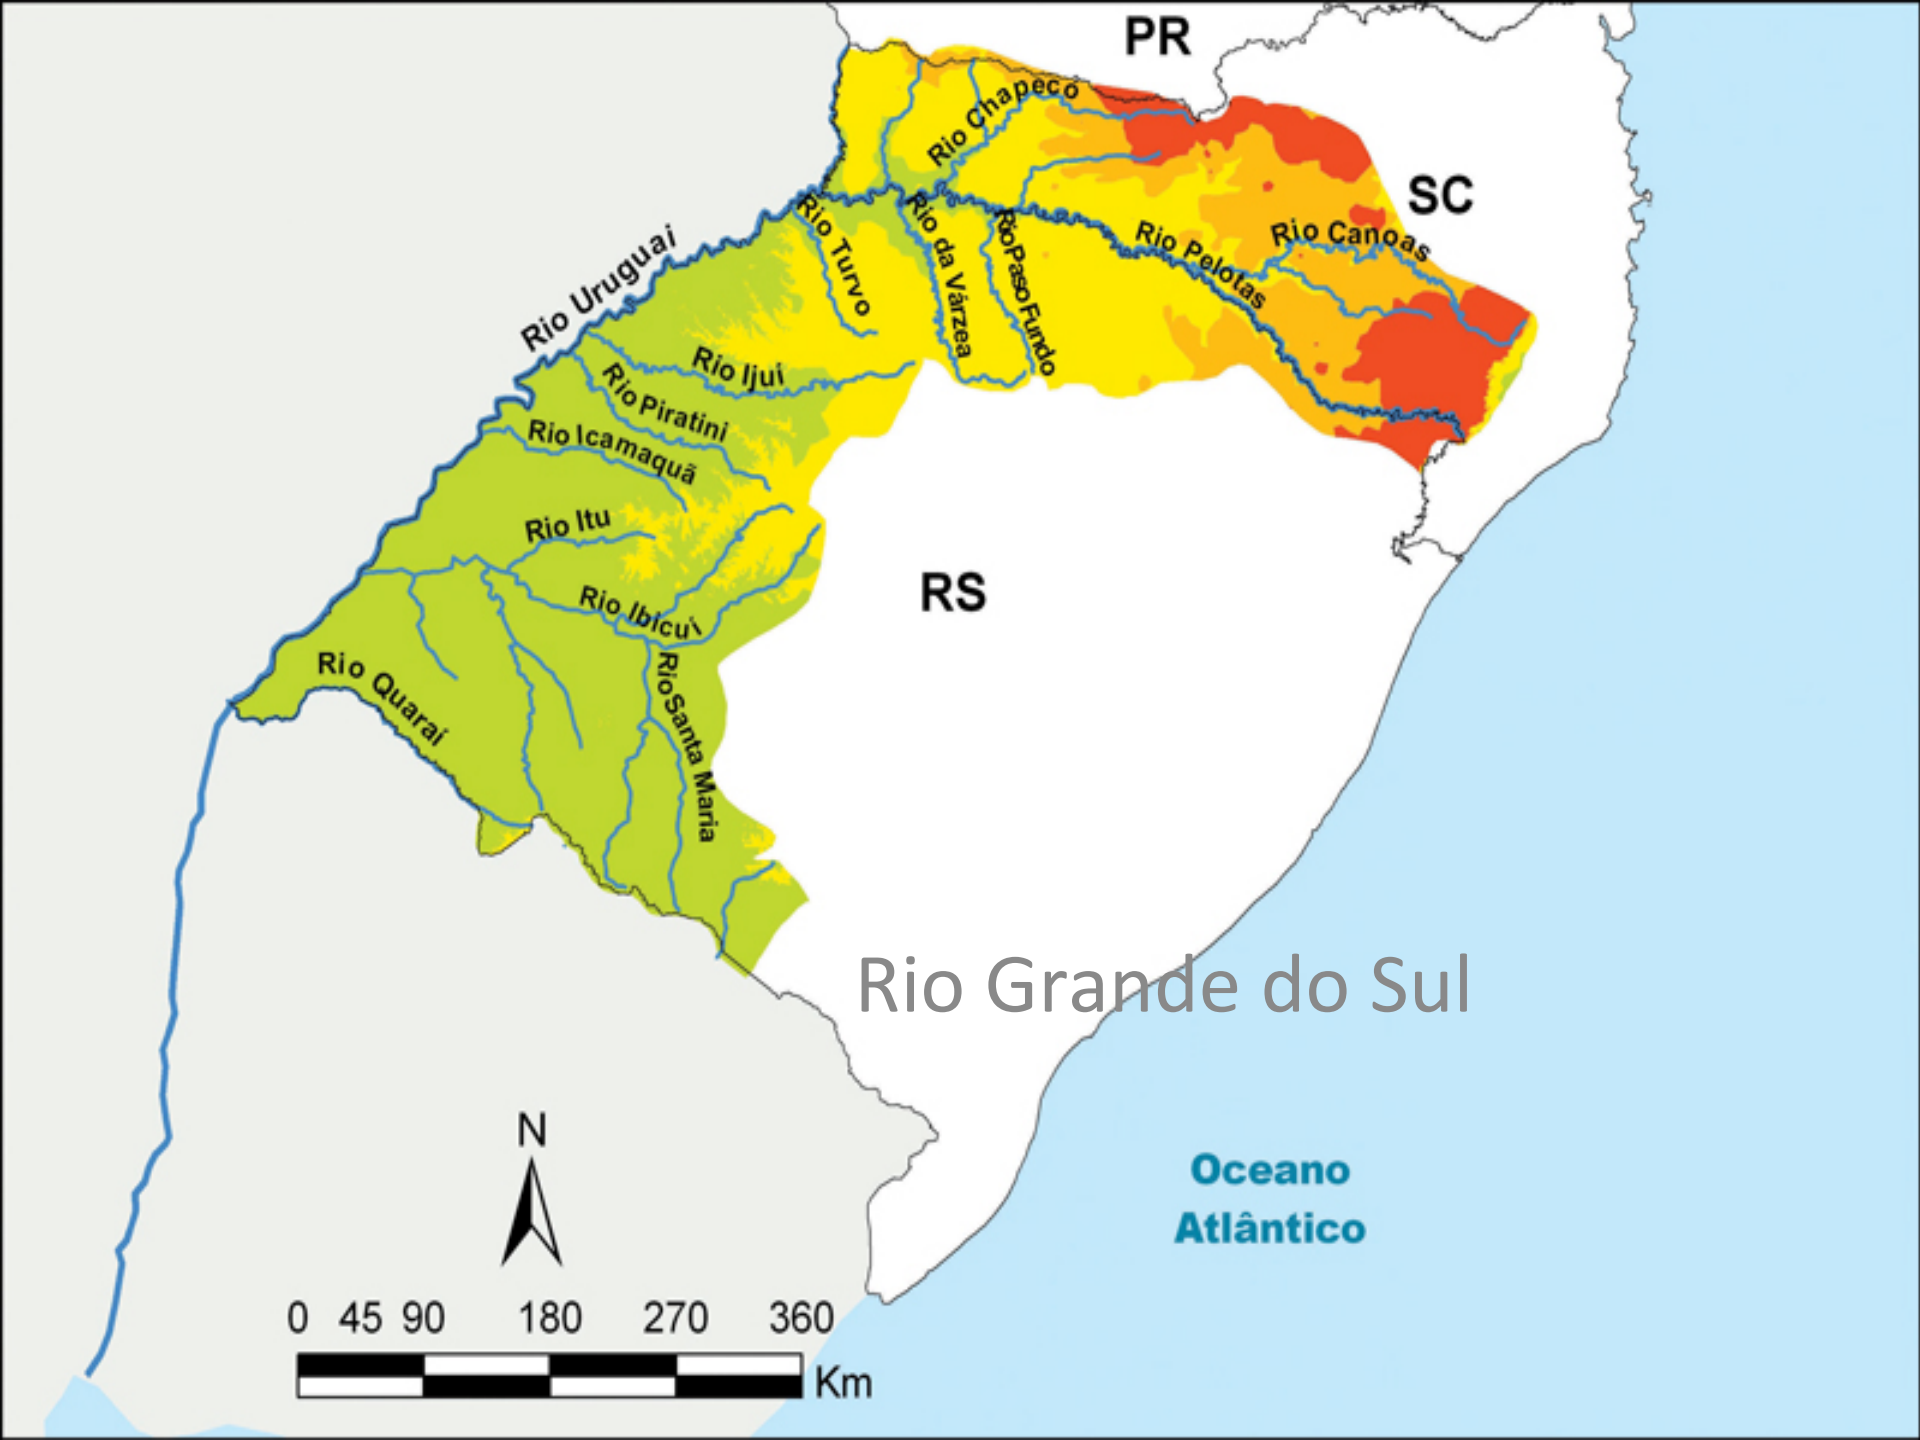 PR
Rio Chapecó
SC
Rio Uruguai
Rio Turvo
Rio da Várzea
Rio Paso Fundo
Rio Pelotas
Rio Canoas
Rio Ijui
Rio Piratini
Rio Icamaquã
Rio Itu
RS
Rio Ibicuí
Rio Quaraí
Rio Santa Maria
Rio Grande do Sul
N
Oceano
Atlântico
0 45 90 180 270 360
Km